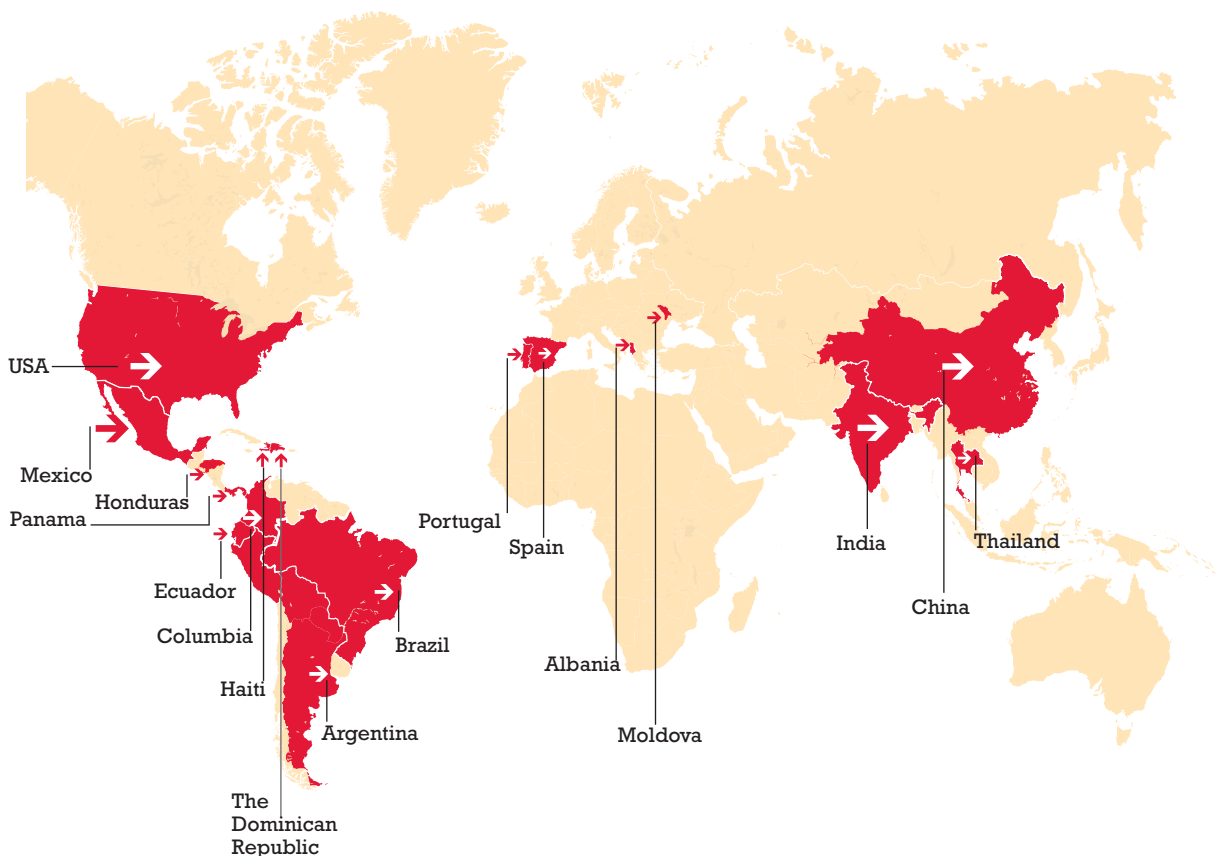 USA
Mexico
Honduras
Panama
Portugal
Spain
India
Thailand
Ecuador
China
Columbia
Brazil
Albania
Haiti
Argentina
Moldova
The
Dominican
Republic